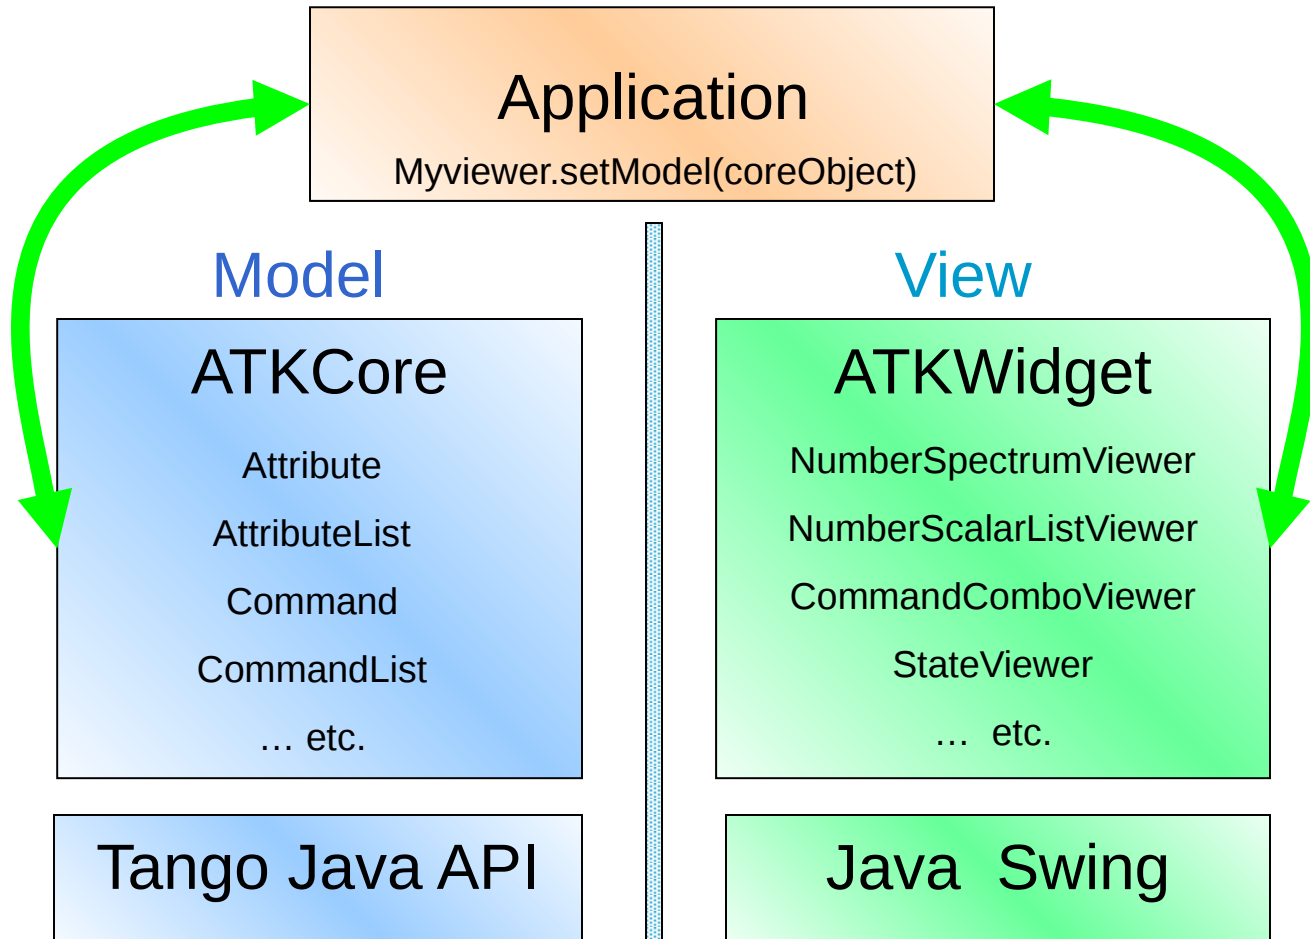 Application
Myviewer.setModel(coreObject)
Model
ATKCore
Attribute
AttributeList
Command
CommandList
… etc.
Tango Java API
View
ATKWidget
NumberSpectrumViewer
NumberScalarListViewer
CommandComboViewer
StateViewer
… etc.
Java Swing